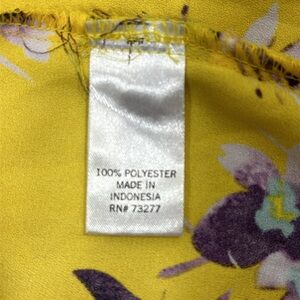 100% POLYESTER
MADE IN
INDONESIA
RN# 73277